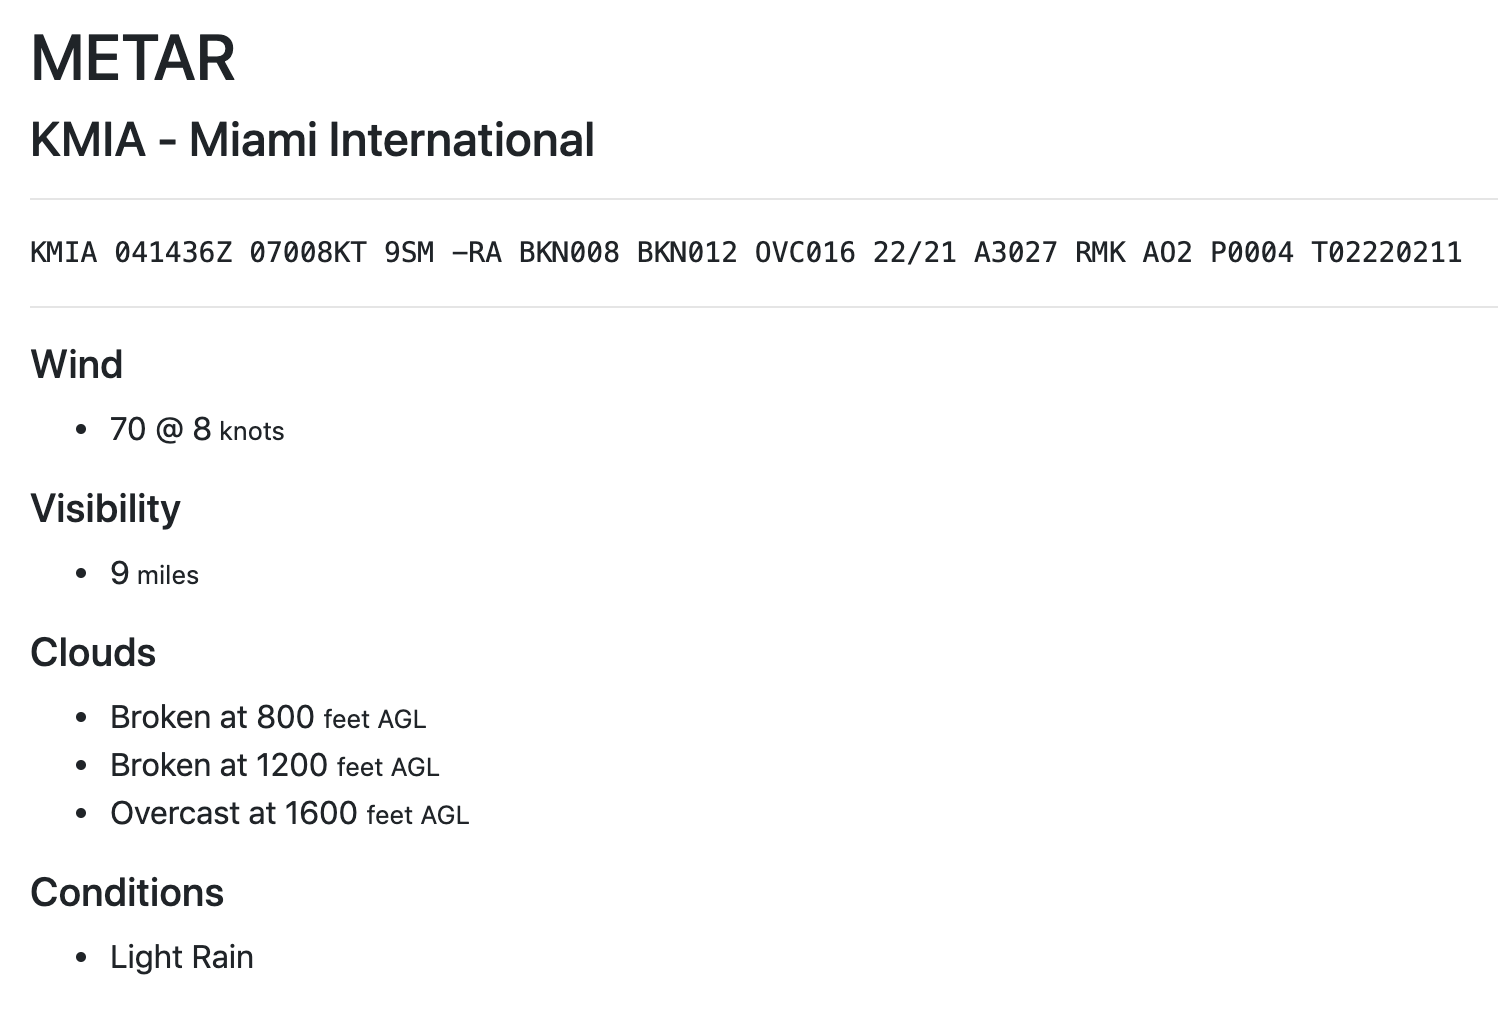 METAR
KMIA - Miami International
KMIA 041436Z 07008KT 9SM –RA BKN008 BKN012 OVC016 22/21 A3027 RMK AO2 P0004 T02220211
Wind
• 70 @ 8 knots
Visibility
• 9 miles
Clouds
• Broken at 800 feet AGL
• Broken at 1200 feet AGL
• Overcast at 1600 feet AGL
Conditions
• Light Rain